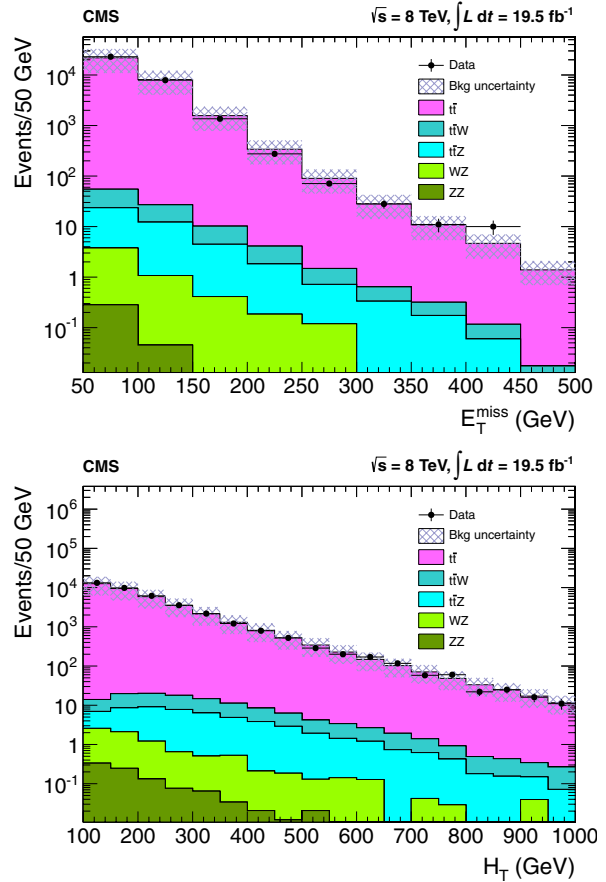 CMS √s = 8 TeV, ∫L dt = 19.5 fb⁻¹
Events/50 GeV
10⁴
10³
10²
10
1
10⁻¹
Data
Bkg uncertainty
tt̄
tt̄W
tt̄Z
WZ
ZZ
50 100 150 200 250 300 350 400 450 500
E_T^miss (GeV)
CMS √s = 8 TeV, ∫L dt = 19.5 fb⁻¹
Events/50 GeV
10⁶
10⁵
10⁴
10³
10²
10
1
10⁻¹
Data
Bkg uncertainty
tt̄
tt̄W
tt̄Z
WZ
ZZ
100 200 300 400 500 600 700 800 900 1000
H_T (GeV)